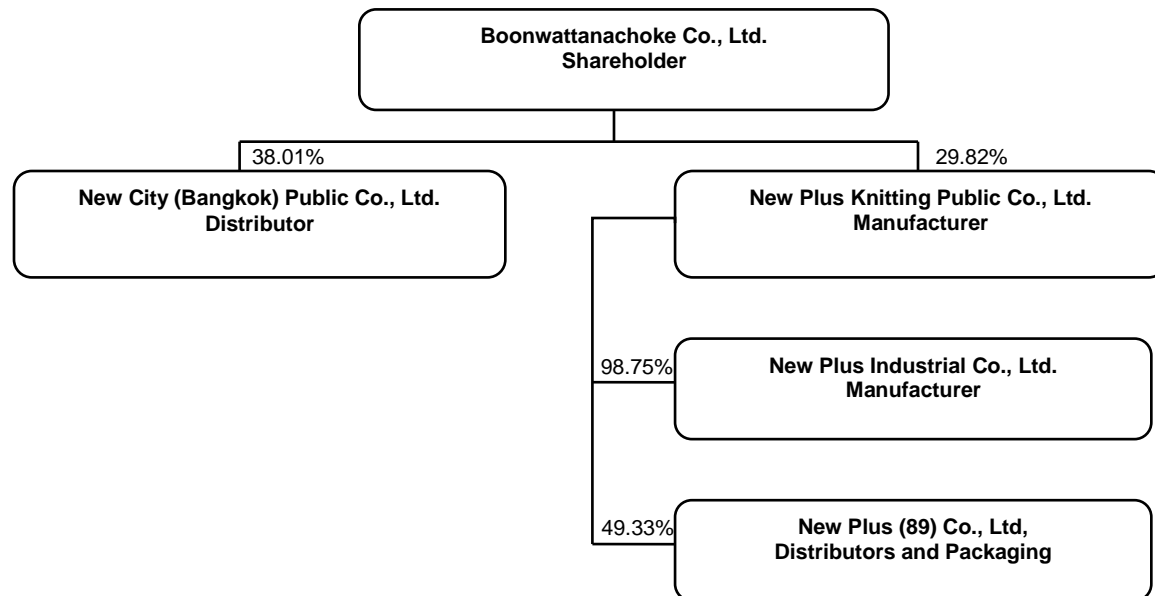 Boonwattanachoke Co., Ltd.
Shareholder
38.01%
29.82%
New City (Bangkok) Public Co., Ltd.
Distributor
New Plus Knitting Public Co., Ltd.
Manufacturer
98.75%
New Plus Industrial Co., Ltd.
Manufacturer
49.33%
New Plus (89) Co., Ltd,
Distributors and Packaging